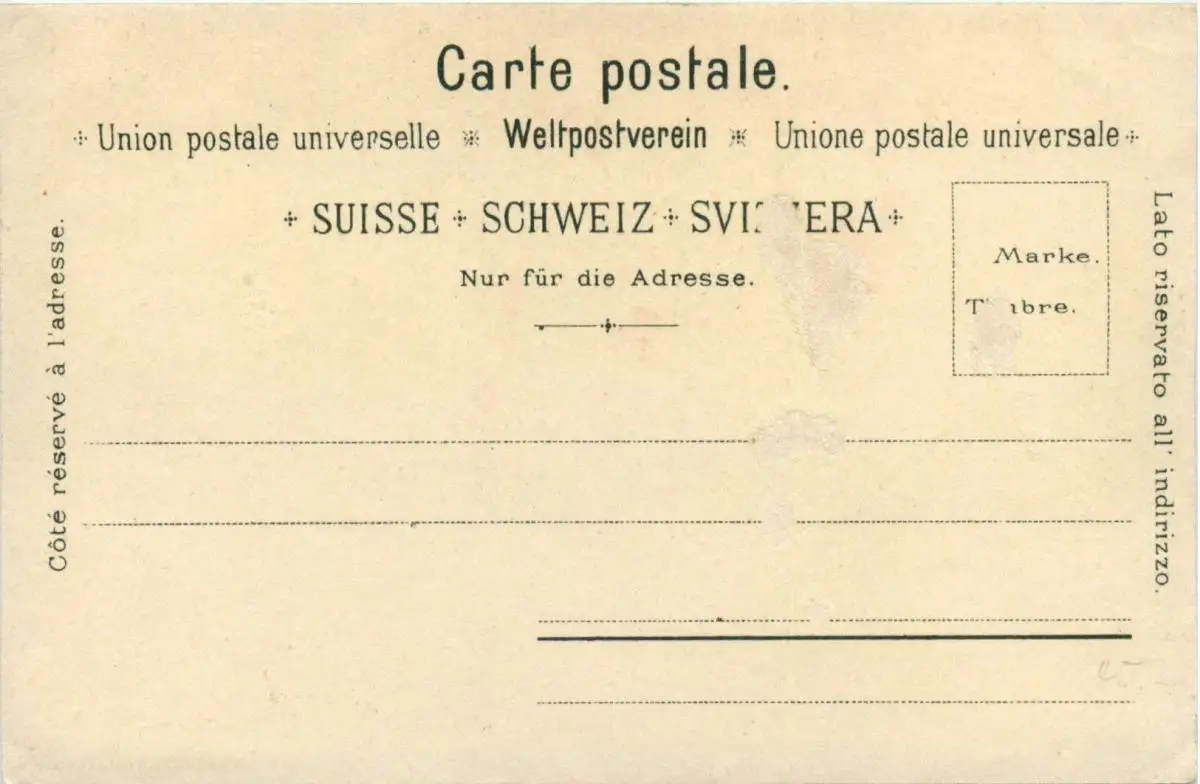 Carte postale.
Union postale universelle Weltpostverein Unione postale universale
SUISSE SCHWEIZ
Nur für die Adresse.
Marke.
Côté réservé à l'adresse.
Lato riservato all' indirizzo.